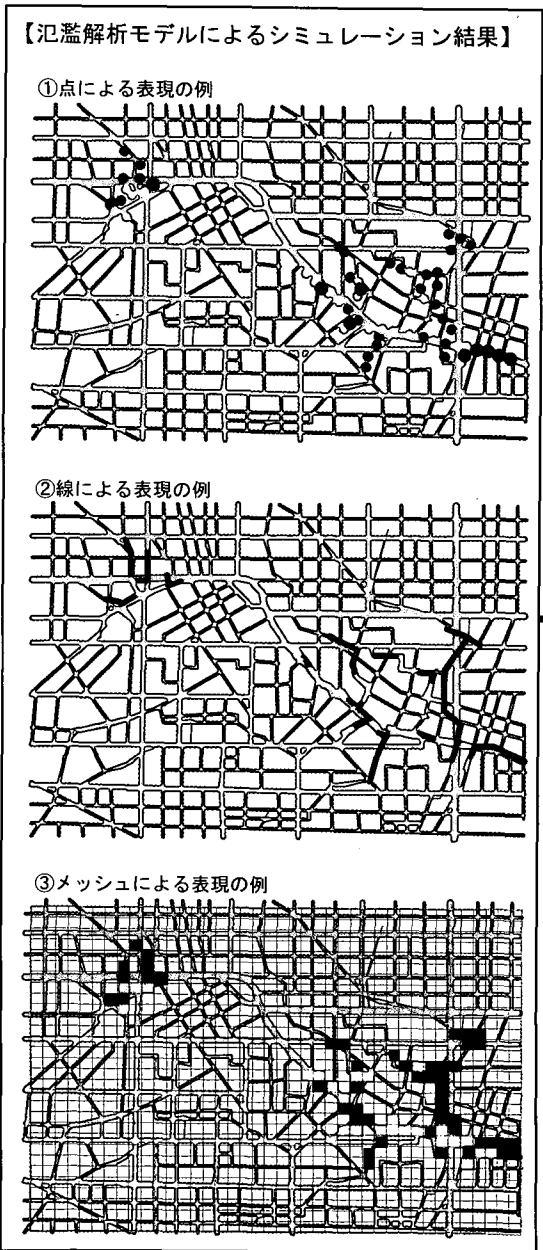 【氾濫解析モデルによるシミュレーション結果】
①点による表現の例
②線による表現の例
③メッシュによる表現の例